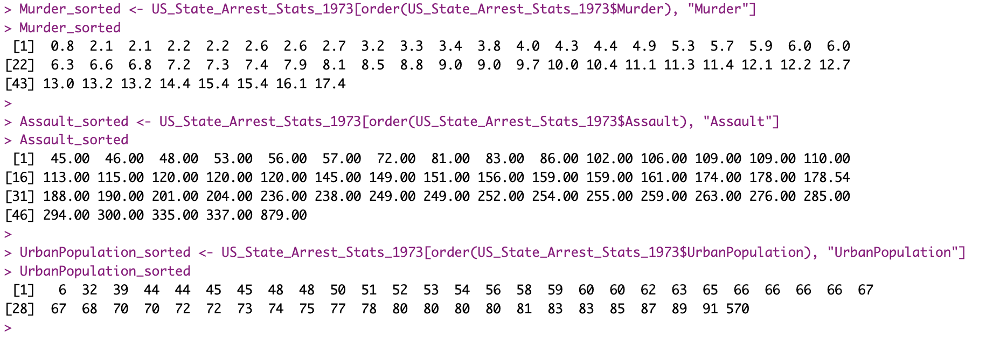 > Murder_sorted <- US_State_Arrest_Stats_1973[order(US_State_Arrest_Stats_1973$Murder), "Murder"]
> Murder_sorted
 [1]  0.8  2.1  2.1  2.2  2.2  2.6  2.6  2.7  3.2  3.3  3.4  3.8  4.0  4.3  4.4  4.9  5.3  5.7  5.9  6.0  6.0
[22]  6.3  6.6  6.8  7.2  7.3  7.4  7.9  8.1  8.5  8.8  9.0  9.0  9.7 10.0 10.4 11.1 11.3 11.4 12.1 12.2 12.7
[43] 13.0 13.2 13.2 14.4 15.4 15.4 16.1 17.4
>
> Assault_sorted <- US_State_Arrest_Stats_1973[order(US_State_Arrest_Stats_1973$Assault), "Assault"]
> Assault_sorted
 [1]  45.00  46.00  48.00  53.00  56.00  57.00  72.00  81.00  83.00  86.00 102.00 106.00 109.00 109.00 110.00
[16] 113.00 115.00 120.00 120.00 120.00 145.00 149.00 151.00 156.00 159.00 159.00 161.00 174.00 178.00 178.54
[31] 188.00 190.00 201.00 204.00 236.00 238.00 249.00 249.00 252.00 254.00 255.00 259.00 263.00 276.00 285.00
[46] 294.00 300.00 335.00 337.00 879.00
>
> UrbanPopulation_sorted <- US_State_Arrest_Stats_1973[order(US_State_Arrest_Stats_1973$UrbanPopulation), "UrbanPopulation"]
> UrbanPopulation_sorted
 [1]   6  32  39  44  44  45  45  48  48  50  51  52  53  54  56  58  59  60  60  62  63  65  66  66  66  66  67
[28]  67  68  70  70  72  72  73  74  75  77  78  80  80  80  80  81  83  83  85  87  89  91 570
>